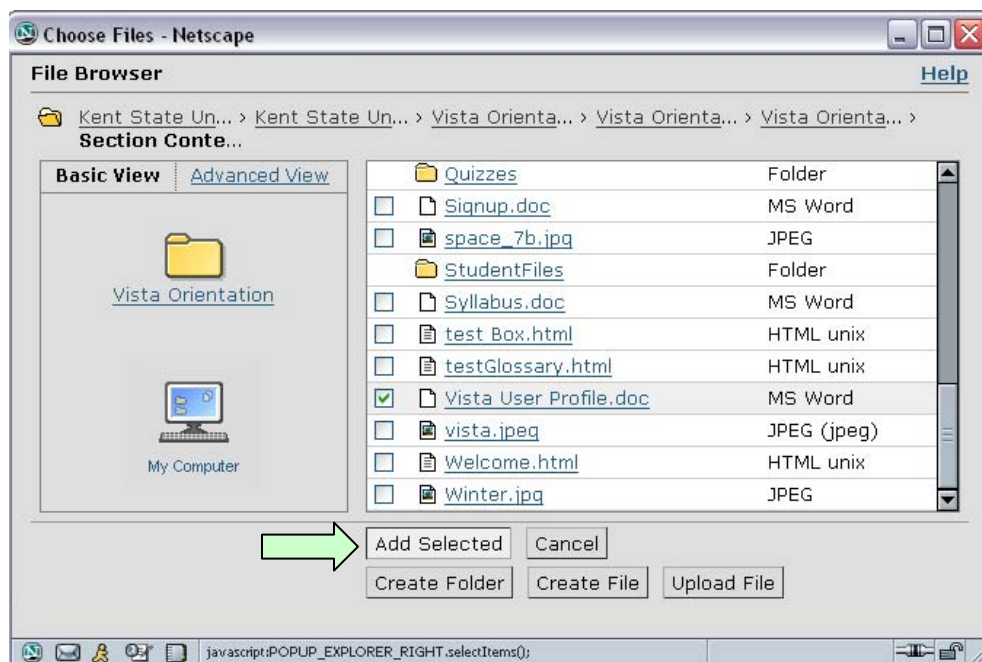 Choose Files - Netscape
File Browser Help
Kent State Un... > Kent State Un... > Vista Orienta... > Vista Orienta... > Vista Orienta... >
Section Conte...
Basic View Advanced View
Vista Orientation
My Computer
Quizzes Folder
Signup.doc MS Word
space_7b.jpg JPEG
StudentFiles Folder
Syllabus.doc MS Word
test Box.html HTML unix
testGlossary.html HTML unix
Vista User Profile.doc MS Word
vista.jpeg JPEG (jpeg)
Welcome.html HTML unix
Winter.jpg JPEG
Add Selected Cancel
Create Folder Create File Upload File
javascript:POPUP_EXPLORER_RIGHT.selectItems();